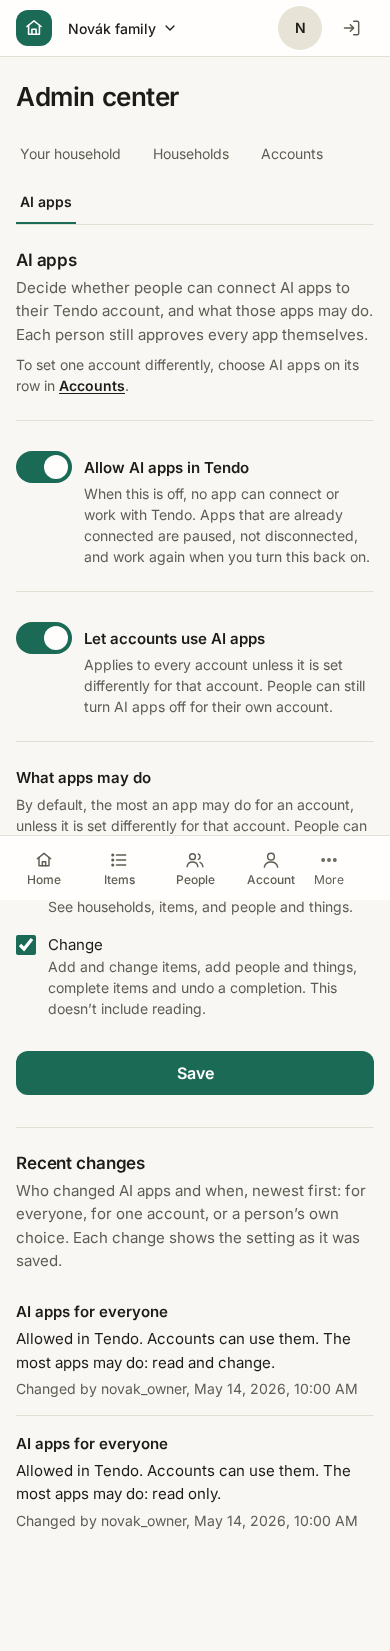 Novák family
N
Admin center
Your household
Households
Accounts
AI apps
AI apps
Decide whether people can connect AI apps to
their Tendo account, and what those apps may do.
Each person still approves every app themselves.
To set one account differently, choose AI apps on its
row in Accounts.
Allow AI apps in Tendo
When this is off, no app can connect or
work with Tendo. Apps that are already
connected are paused, not disconnected,
and work again when you turn this back on.
Let accounts use AI apps
Applies to every account unless it is set
differently for that account. People can still
turn AI apps off for their own account.
What apps may do
By default, the most an app may do for an account,
unless it is set differently for that account. People can
Home
Items
People
Account
More
See households, items, and people and things.
Change
Add and change items, add people and things,
complete items and undo a completion. This
doesn’t include reading.
Save
Recent changes
Who changed AI apps and when, newest first: for
everyone, for one account, or a person’s own
choice. Each change shows the setting as it was
saved.
AI apps for everyone
Allowed in Tendo. Accounts can use them. The
most apps may do: read and change.
Changed by novak_owner, May 14, 2026, 10:00 AM
AI apps for everyone
Allowed in Tendo. Accounts can use them. The
most apps may do: read only.
Changed by novak_owner, May 14, 2026, 10:00 AM